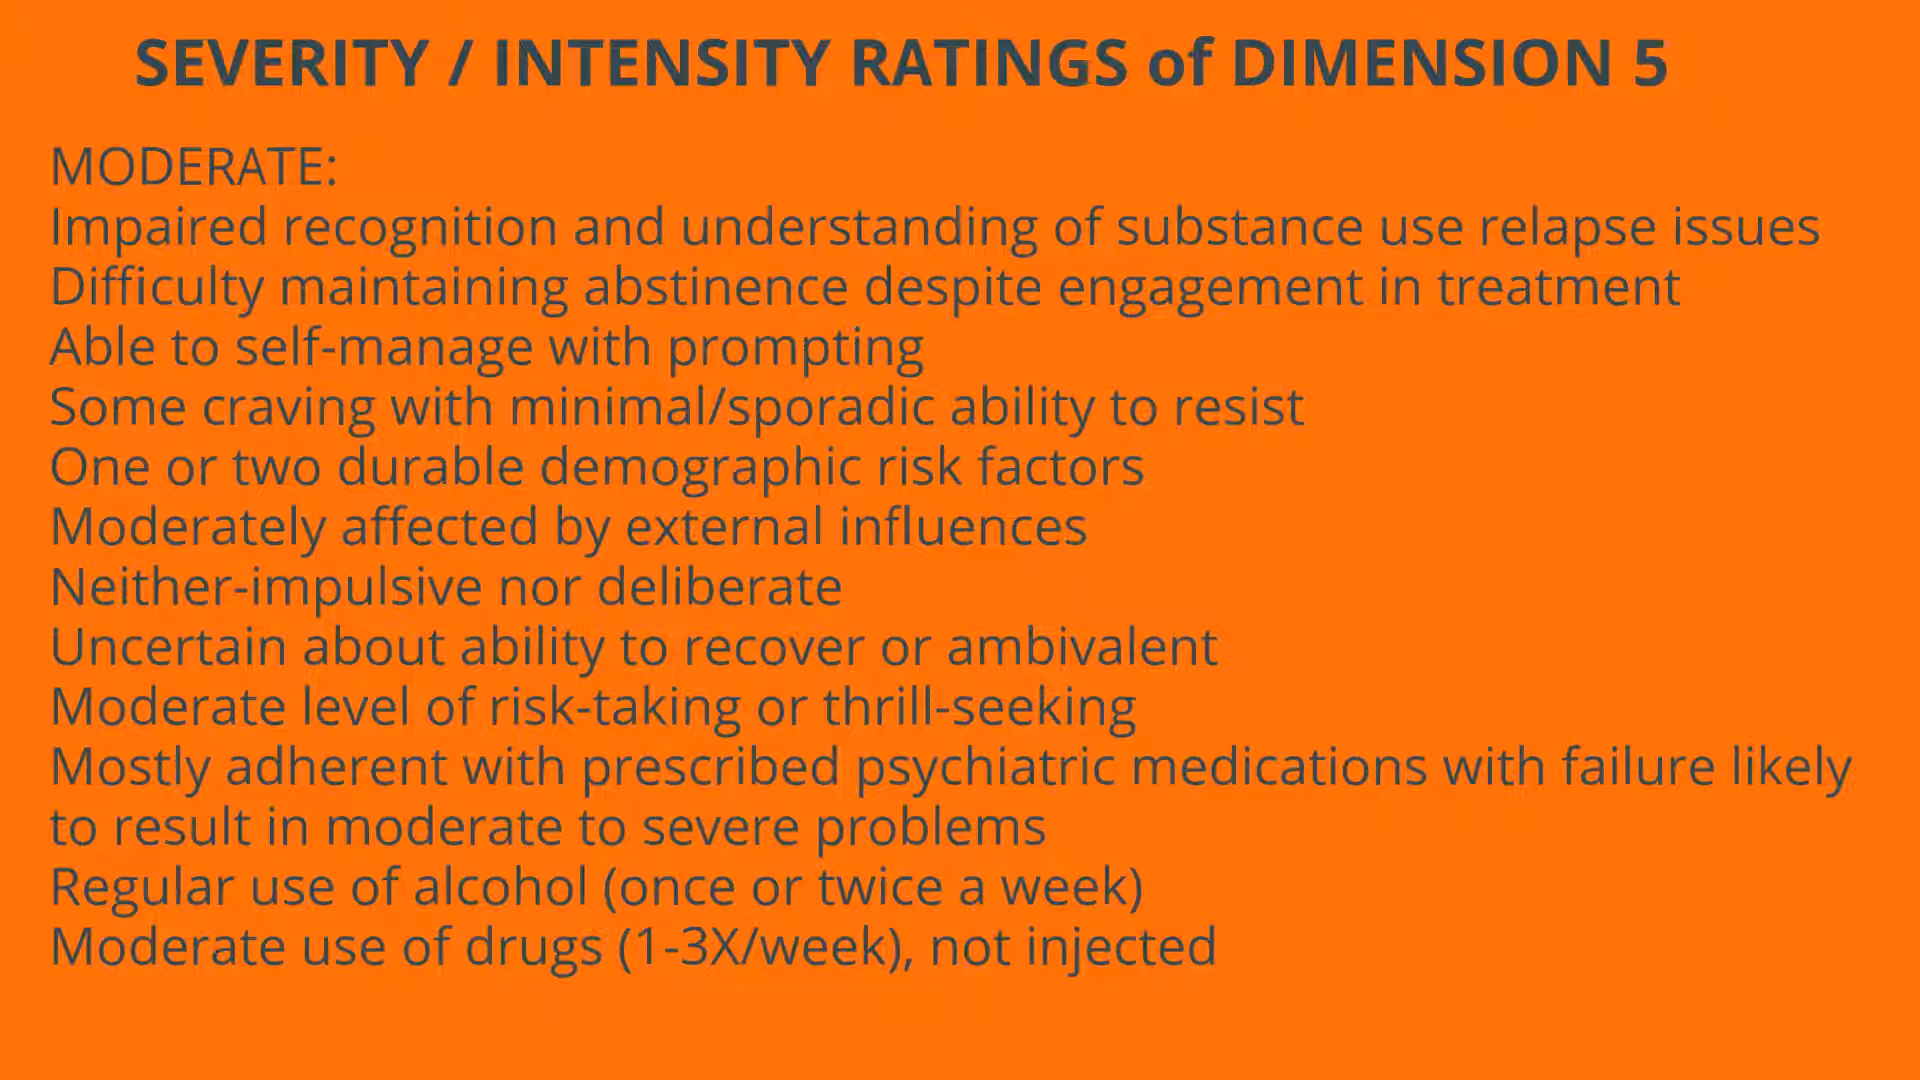 SEVERITY / INTENSITY RATINGS of DIMENSION 5
MODERATE:
Impaired recognition and understanding of substance use relapse issues
Difficulty maintaining abstinence despite engagement in treatment
Able to self-manage with prompting
Some craving with minimal/sporadic ability to resist
One or two durable demographic risk factors
Moderately affected by external influences
Neither-impulsive nor deliberate
Uncertain about ability to recover or ambivalent
Moderate level of risk-taking or thrill-seeking
Mostly adherent with prescribed psychiatric medications with failure likely
to result in moderate to severe problems
Regular use of alcohol (once or twice a week)
Moderate use of drugs (1-3X/week), not injected